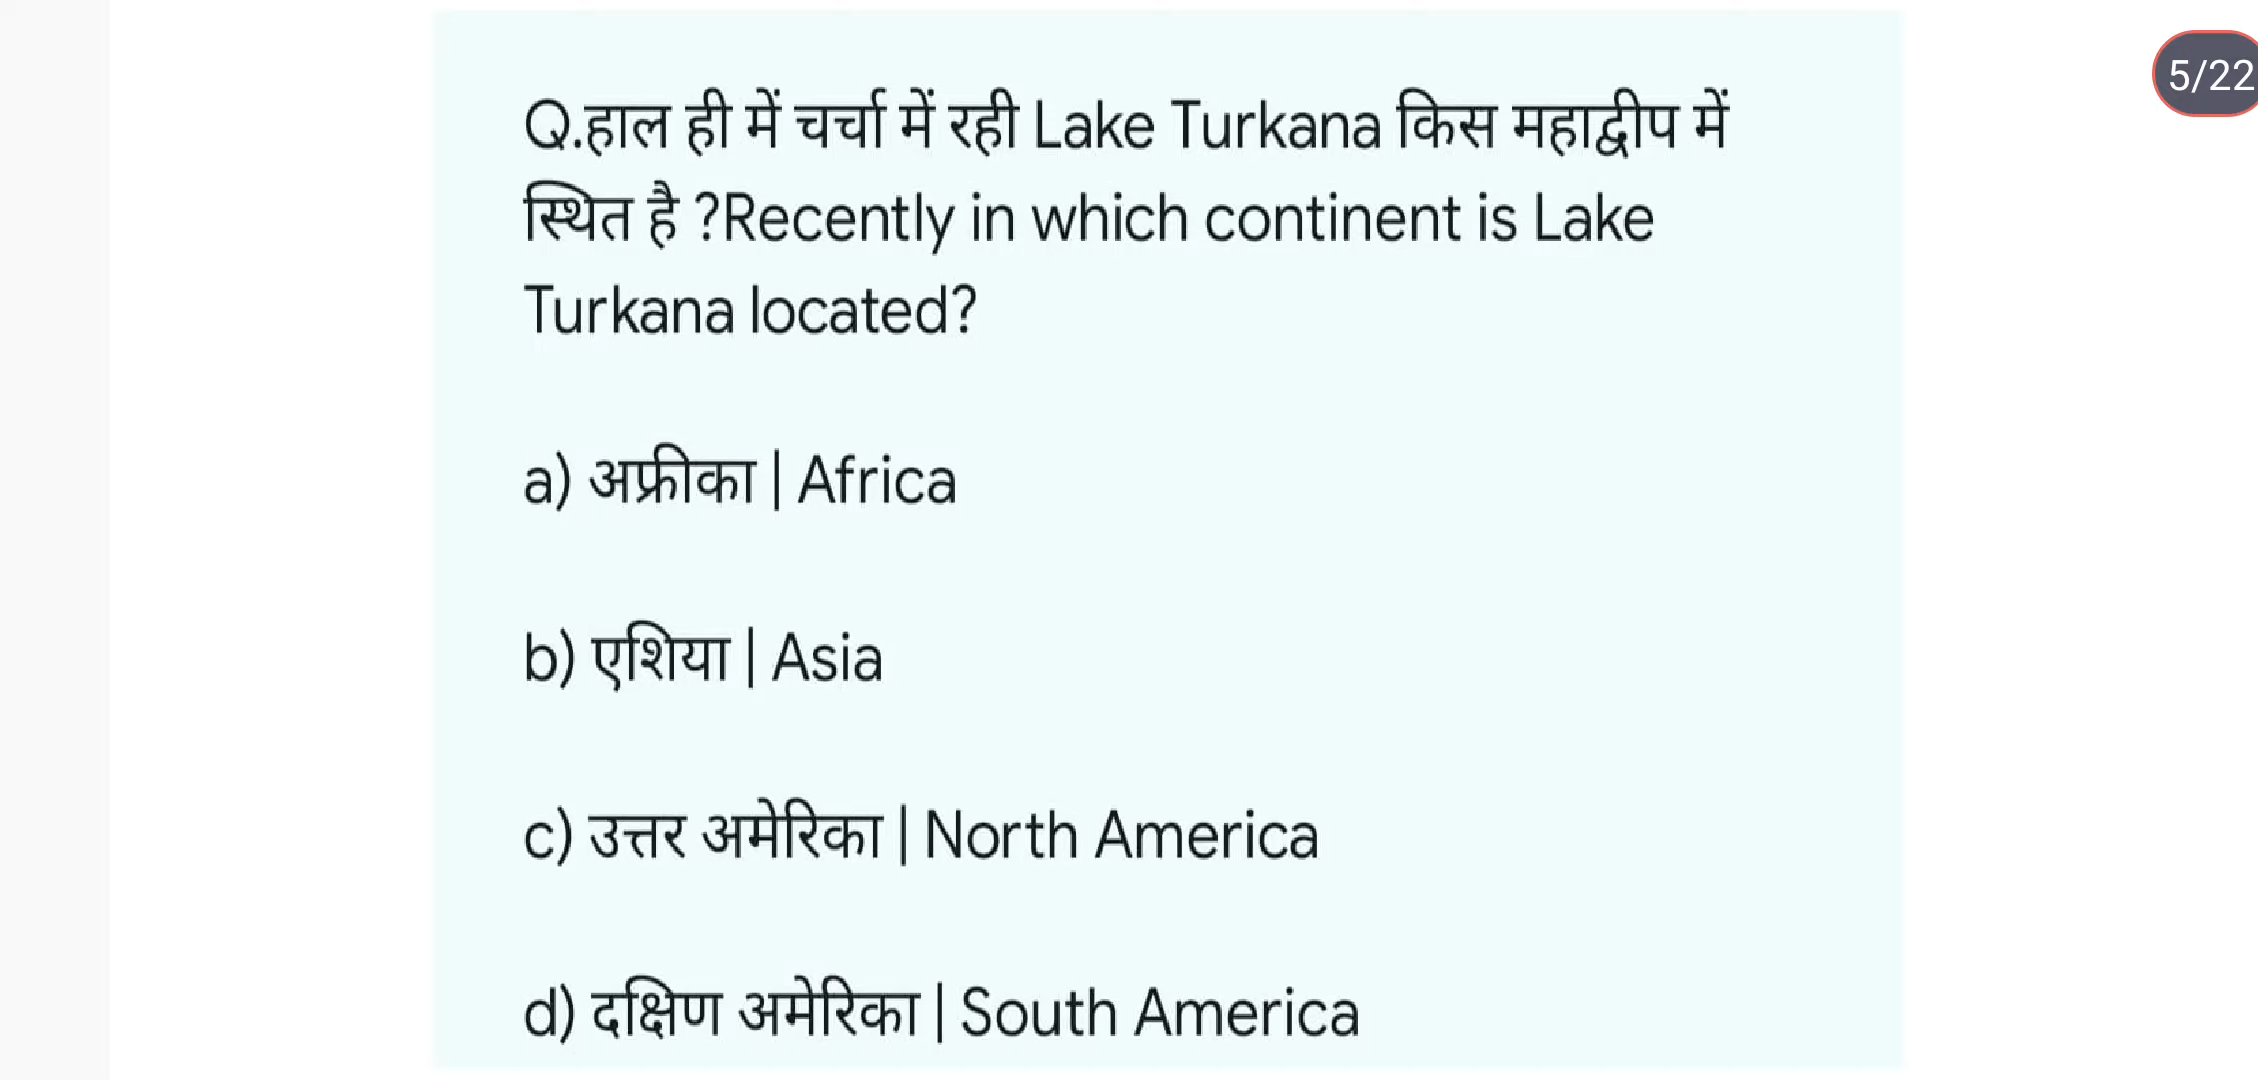 Q.हाल ही में चर्चा में रही Lake Turkana किस महाद्वीप में
स्थित है ?Recently in which continent is Lake
Turkana located?
a) अफ्रीका | Africa
b) एशिया | Asia
c) उत्तर अमेरिका | North America
d) दक्षिण अमेरिका | South America
5/22